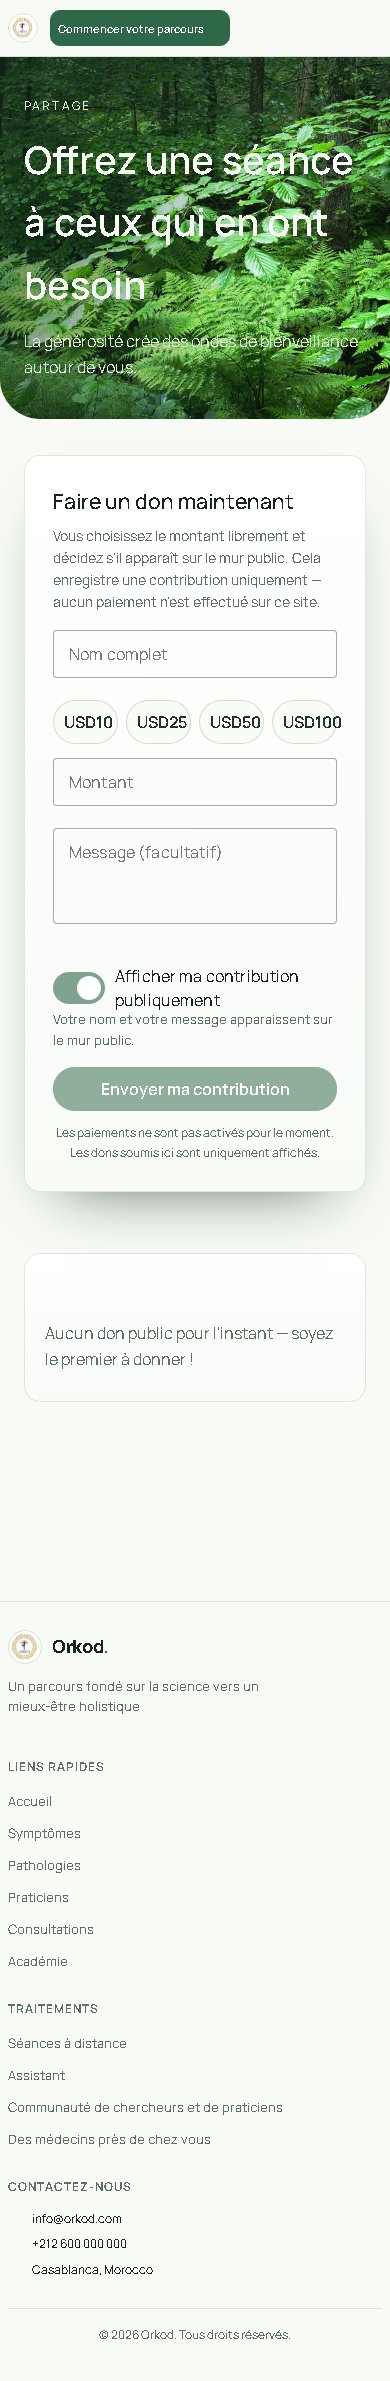 Commencer votre parcours
PARTAGE
Offrez une séance
à ceux qui en ont
besoin
La générosité crée des ondes de bienveillance
autour de vous.
Faire un don maintenant
Vous choisissez le montant librement et
décidez s'il apparaît sur le mur public. Cela
enregistre une contribution uniquement —
aucun paiement n'est effectué sur ce site.
Nom complet
USD10 USD25 USD50 USD100
Montant
Message (facultatif)
Afficher ma contribution
publiquement
Votre nom et votre message apparaissent sur
le mur public.
Envoyer ma contribution
Les paiements ne sont pas activés pour le moment.
Les dons soumis ici sont uniquement affichés.
Aucun don public pour l'instant — soyez
le premier à donner !
Orkod.
Un parcours fondé sur la science vers un
mieux-être holistique
LIENS RAPIDES
Accueil
Symptômes
Pathologies
Praticiens
Consultations
Académie
TRAITEMENTS
Séances à distance
Assistant
Communauté de chercheurs et de praticiens
Des médecins près de chez vous
CONTACTEZ-NOUS
info@orkod.com
+212 600 000 000
Casablanca, Morocco
© 2026 Orkod. Tous droits réservés.